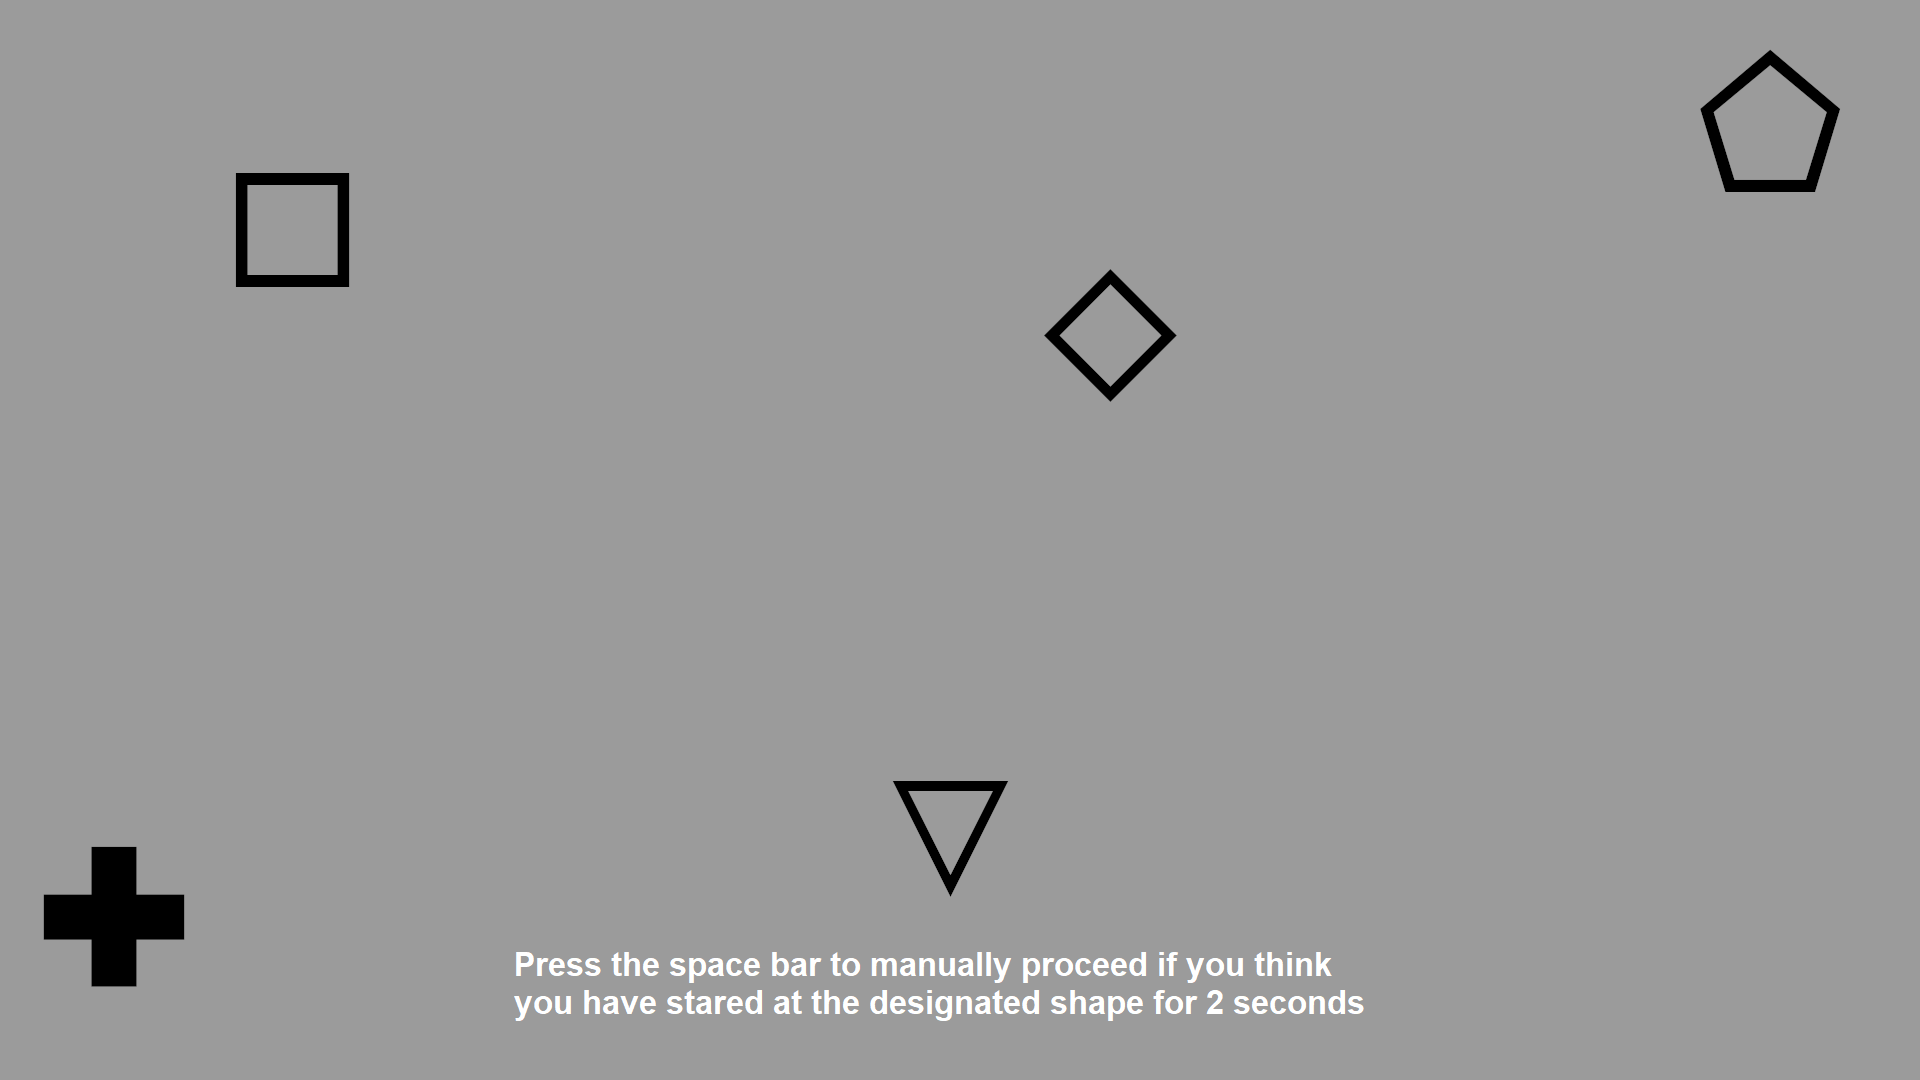 Press the space bar to manually proceed if you think
you have stared at the designated shape for 2 seconds